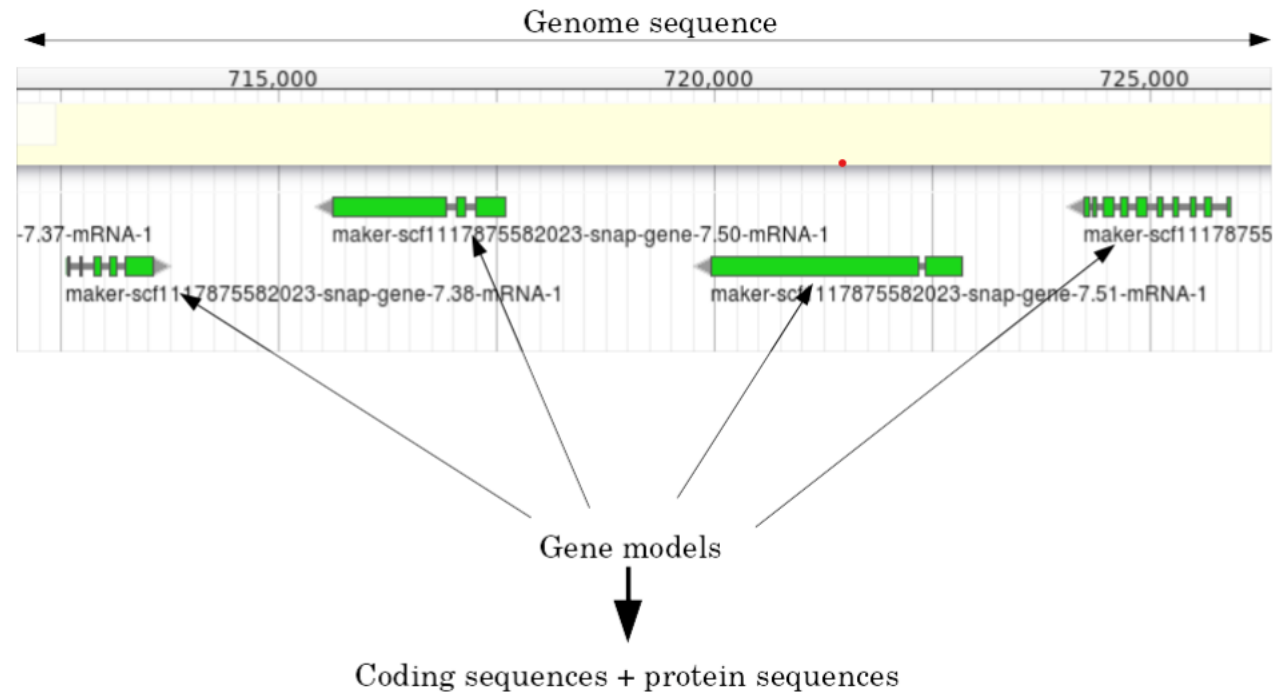 Genome sequence
715,000 720,000 725,000
-7.37-mRNA-1 maker-scf1117875582023-snap-gene-7.50-mRNA-1 maker-scf11178755
maker-scf1117875582023-snap-gene-7.38-mRNA-1 maker-scf1117875582023-snap-gene-7.51-mRNA-1
Gene models
Coding sequences + protein sequences